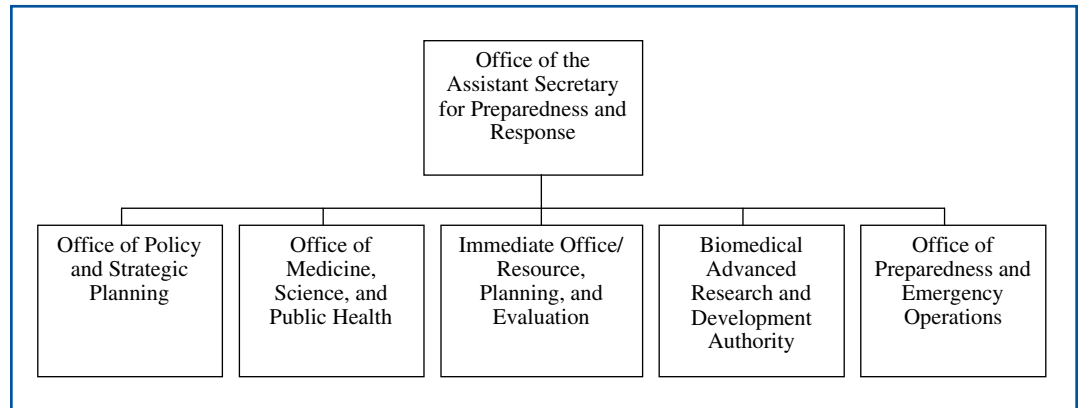 Office of the
Assistant Secretary
for Preparedness and
Response
Office of Policy
and Strategic
Planning
Office of
Medicine,
Science, and
Public Health
Immediate Office/
Resource,
Planning, and
Evaluation
Biomedical
Advanced
Research and
Development
Authority
Office of
Preparedness and
Emergency
Operations